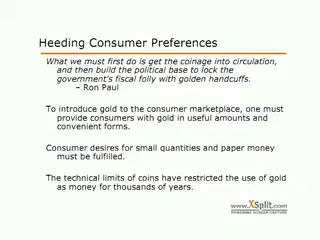 Heeding Consumer Preferences
What we must first do is get the coinage into circulation,
and then build the political base to lock the
government's fiscal folly with golden handcuffs.
– Ron Paul
To introduce gold to the consumer marketplace, one must
provide consumers with gold in useful amounts and
convenient forms.
Consumer desires for small quantities and paper money
must be fulfilled.
The technical limits of coins have restricted the use of gold
as money for thousands of years.
www.XSplit.com